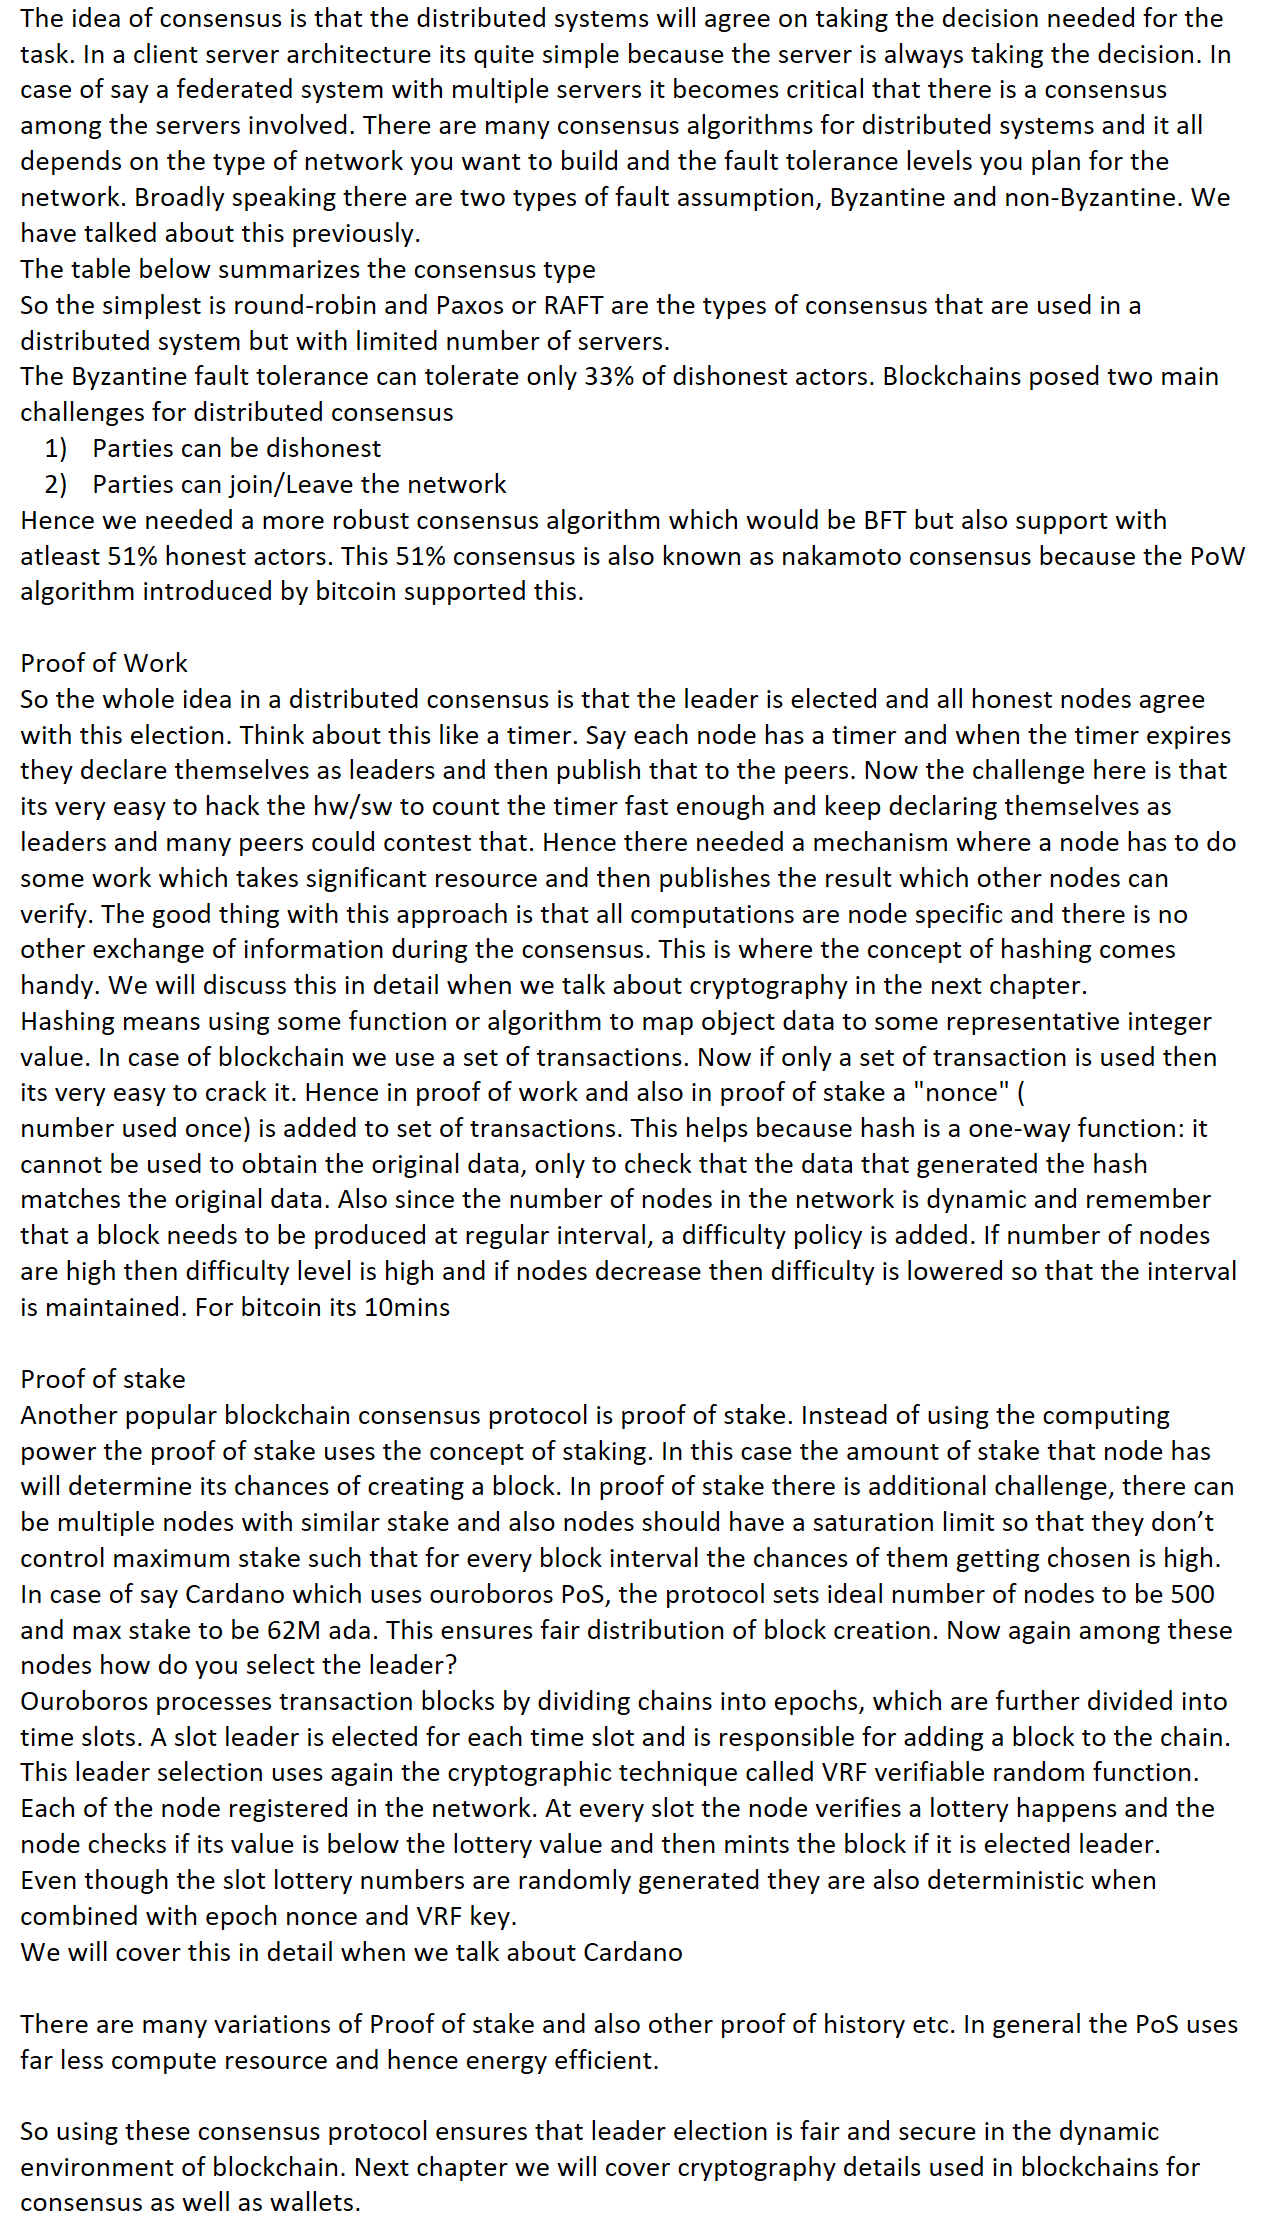 The idea of consensus is that the distributed systems will agree on taking the decision needed for the
task. In a client server architecture its quite simple because the server is always taking the decision. In
case of say a federated system with multiple servers it becomes critical that there is a consensus
among the servers involved. There are many consensus algorithms for distributed systems and it all
depends on the type of network you want to build and the fault tolerance levels you plan for the
network. Broadly speaking there are two types of fault assumption, Byzantine and non-Byzantine. We
have talked about this previously.
The table below summarizes the consensus type
So the simplest is round-robin and Paxos or RAFT are the types of consensus that are used in a
distributed system but with limited number of servers.
The Byzantine fault tolerance can tolerate only 33% of dishonest actors. Blockchains posed two main
challenges for distributed consensus
1) Parties can be dishonest
2) Parties can join/Leave the network
Hence we needed a more robust consensus algorithm which would be BFT but also support with
atleast 51% honest actors. This 51% consensus is also known as nakamoto consensus because the PoW
algorithm introduced by bitcoin supported this.
Proof of Work
So the whole idea in a distributed consensus is that the leader is elected and all honest nodes agree
with this election. Think about this like a timer. Say each node has a timer and when the timer expires
they declare themselves as leaders and then publish that to the peers. Now the challenge here is that
its very easy to hack the hw/sw to count the timer fast enough and keep declaring themselves as
leaders and many peers could contest that. Hence there needed a mechanism where a node has to do
some work which takes significant resource and then publishes the result which other nodes can
verify. The good thing with this approach is that all computations are node specific and there is no
other exchange of information during the consensus. This is where the concept of hashing comes
handy. We will discuss this in detail when we talk about cryptography in the next chapter.
Hashing means using some function or algorithm to map object data to some representative integer
value. In case of blockchain we use a set of transactions. Now if only a set of transaction is used then
its very easy to crack it. Hence in proof of work and also in proof of stake a "nonce" (
number used once) is added to set of transactions. This helps because hash is a one-way function: it
cannot be used to obtain the original data, only to check that the data that generated the hash
matches the original data. Also since the number of nodes in the network is dynamic and remember
that a block needs to be produced at regular interval, a difficulty policy is added. If number of nodes
are high then difficulty level is high and if nodes decrease then difficulty is lowered so that the interval
is maintained. For bitcoin its 10mins
Proof of stake
Another popular blockchain consensus protocol is proof of stake. Instead of using the computing
power the proof of stake uses the concept of staking. In this case the amount of stake that node has
will determine its chances of creating a block. In proof of stake there is additional challenge, there can
be multiple nodes with similar stake and also nodes should have a saturation limit so that they don’t
control maximum stake such that for every block interval the chances of them getting chosen is high.
In case of say Cardano which uses ouroboros PoS, the protocol sets ideal number of nodes to be 500
and max stake to be 62M ada. This ensures fair distribution of block creation. Now again among these
nodes how do you select the leader?
Ouroboros processes transaction blocks by dividing chains into epochs, which are further divided into
time slots. A slot leader is elected for each time slot and is responsible for adding a block to the chain.
This leader selection uses again the cryptographic technique called VRF verifiable random function.
Each of the node registered in the network. At every slot the node verifies a lottery happens and the
node checks if its value is below the lottery value and then mints the block if it is elected leader.
Even though the slot lottery numbers are randomly generated they are also deterministic when
combined with epoch nonce and VRF key.
We will cover this in detail when we talk about Cardano
There are many variations of Proof of stake and also other proof of history etc. In general the PoS uses
far less compute resource and hence energy efficient.
So using these consensus protocol ensures that leader election is fair and secure in the dynamic
environment of blockchain. Next chapter we will cover cryptography details used in blockchains for
consensus as well as wallets.